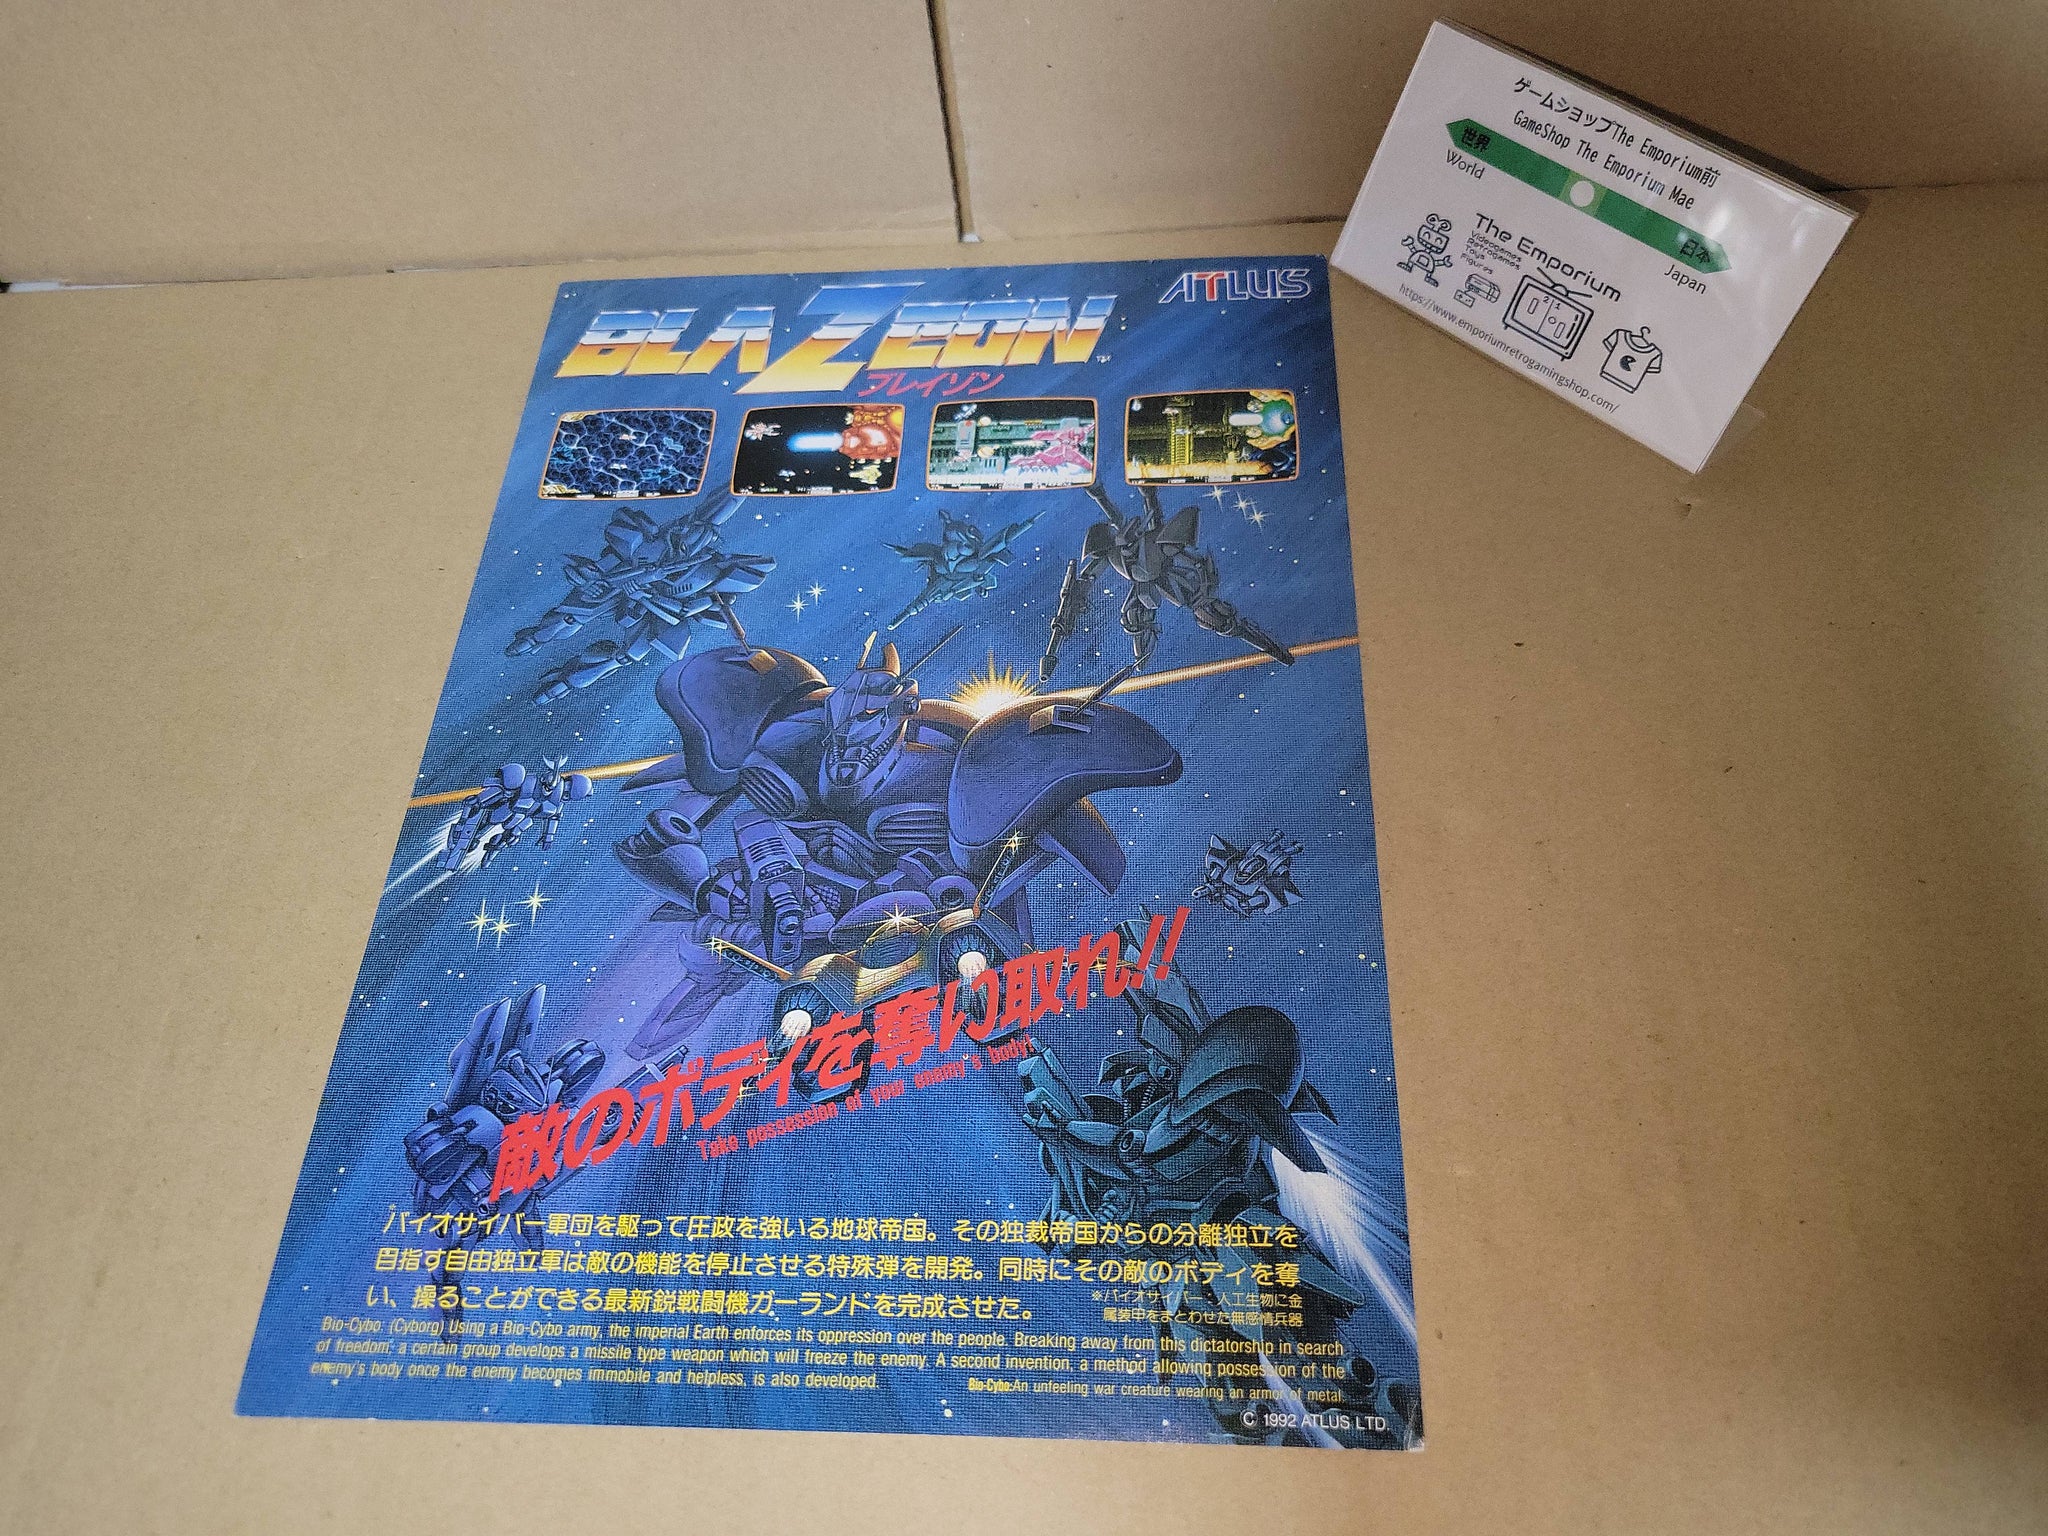 ATLUS
BLAZEON
TM
ブレイゾン
敵のボディを奪い取れ!!
Take possession of your enemy's body!
バイオサイバー軍団を駆って圧政を強いる地球帝国。その独裁帝国からの分離独立を
目指す自由独立軍は敵の機能を停止させる特殊弾を開発。同時にその敵のボディを奪
い、操ることができる最新鋭戦闘機ガーランドを完成させた。
※バイオサイバー・人工生物に金
属装甲をまとわせた無感情兵器
Bio-Cybo: (Cyborg) Using a Bio-Cybo army, the imperial Earth enforces its oppression over the people. Breaking away from this dictatorship in search
of freedom, a certain group develops a missile type weapon which will freeze the enemy. A second invention, a method allowing possession of the
enemy's body once the enemy becomes immobile and helpless, is also developed.
Bio-Cybo:An unfeeling war creature wearing an armor of metal.
© 1992 ATLUS LTD.
ゲームショップThe Emporium前
GameShop The Emporium Mae
世界
World
日本
Japan
The Emporium
Videogames
Retrogames
Toys
Figures
2 1
https://www.emporiumretrogamingshop.com/